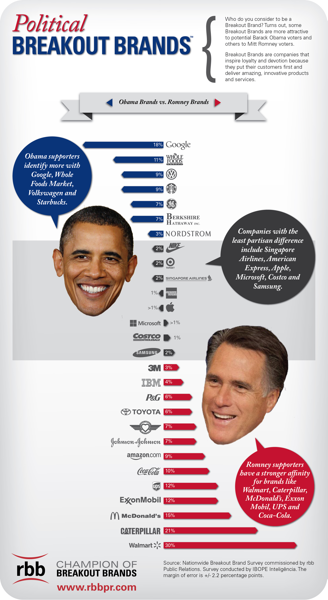 Political
BREAKOUT BRANDS™
Who do you consider to be a
Breakout Brand? Turns out, some
Breakout Brands are more attractive
to potential Barack Obama voters and
others to Mitt Romney voters.
Breakout Brands are companies that
inspire loyalty and devotion because
they put their customers first and
deliver amazing, innovative products
and services.
Obama Brands vs. Romney Brands
Obama supporters
identify more with
Google, Whole
Foods Market,
Volkswagen and
Starbucks.
18% Google
11% WHOLE FOODS
9%
9%
7%
7% BERKSHIRE
HATHAWAY INC.
3% NORDSTROM
2%
2%
2% SINGAPORE AIRLINES
1%
>1%
Microsoft >1%
COSTCO >1%
SAMSUNG 2%
Companies with the
least partisan difference
include Singapore
Airlines, American
Express, Apple,
Microsoft, Costco and
Samsung.
3M 3%
IBM 4%
P&G 6%
TOYOTA 6%
7%
Johnson & Johnson 7%
amazon.com 9%
Coca-Cola 10%
ups 12%
ExxonMobil 12%
McDonald's 15%
CATERPILLAR 21%
Walmart 30%
Romney supporters
have a stronger affinity
for brands like
Walmart, Caterpillar,
McDonald's, Exxon
Mobil, UPS and
Coca-Cola.
rbb
CHAMPION OF
BREAKOUT BRANDS
www.rbbpr.com
Source: Nationwide Breakout Brand Survey commissioned by rbb
Public Relations. Survey conducted by IBOPE Inteligência. The
margin of error is +/- 2.2 percentage points.